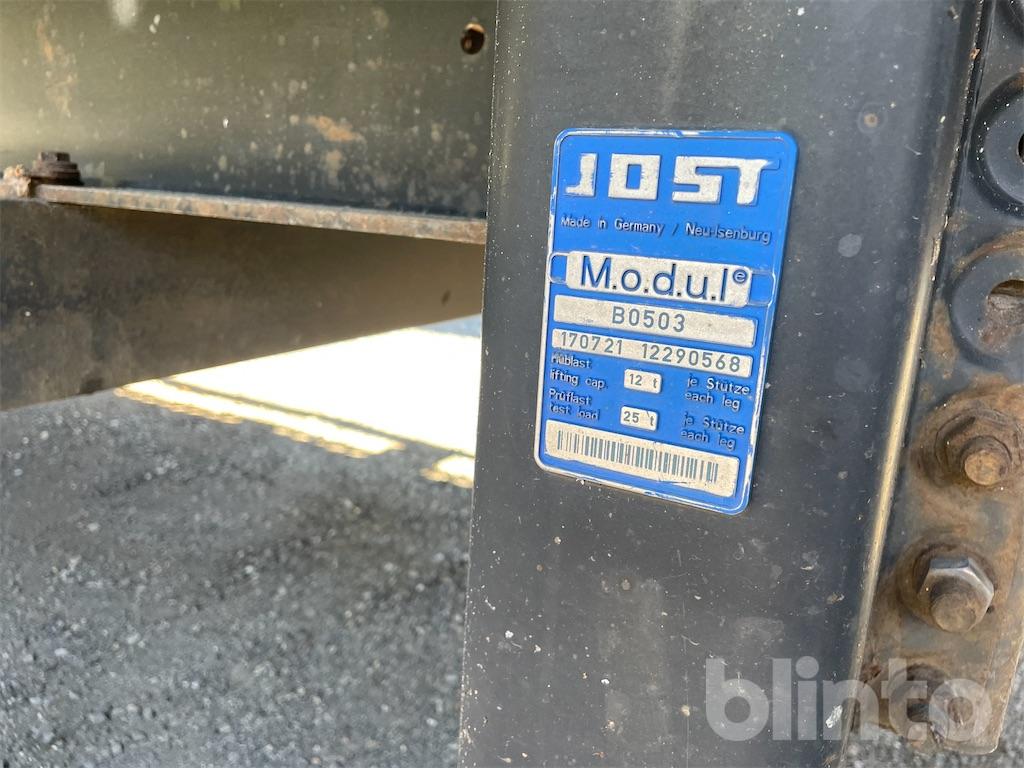 JOST
Made in Germany / Neu-Isenburg
M.o.d.u.l ®
B0503
170721 12290568
Hublast
lifting cap. 12 t je Stütze
each leg
Prüflast
test load 25 t je Stütze
each leg
blinto